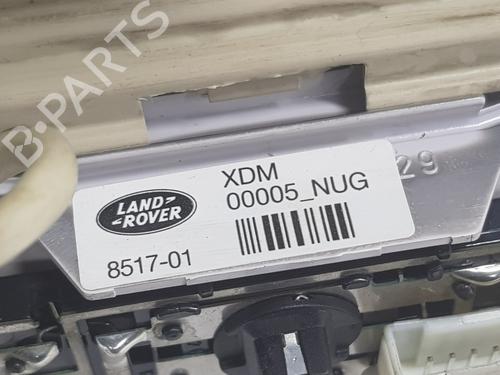 B-PARTS
XDM
00005_NUG
LAND-
ROVER
8517-01
29